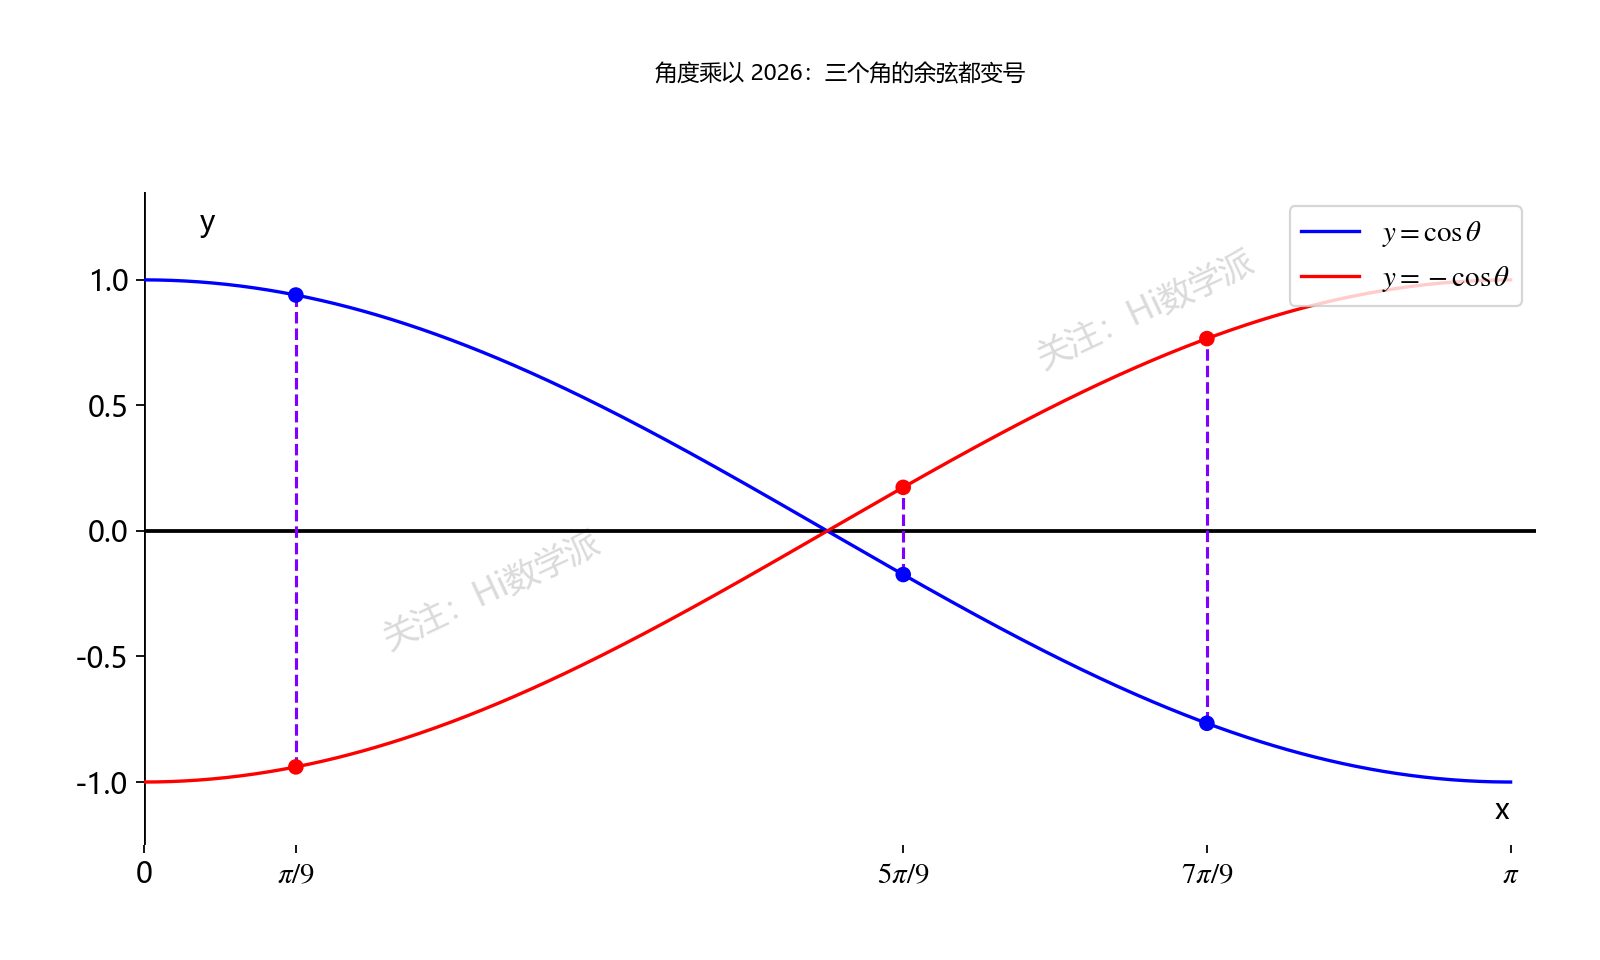 角度乘以 2026：三个角的余弦都变号
y
y = cos θ
y = − cos θ
关注：Hi数学派
关注：Hi数学派
1.0
0.5
0.0
-0.5
-1.0
x
0 π/9 5π/9 7π/9 π